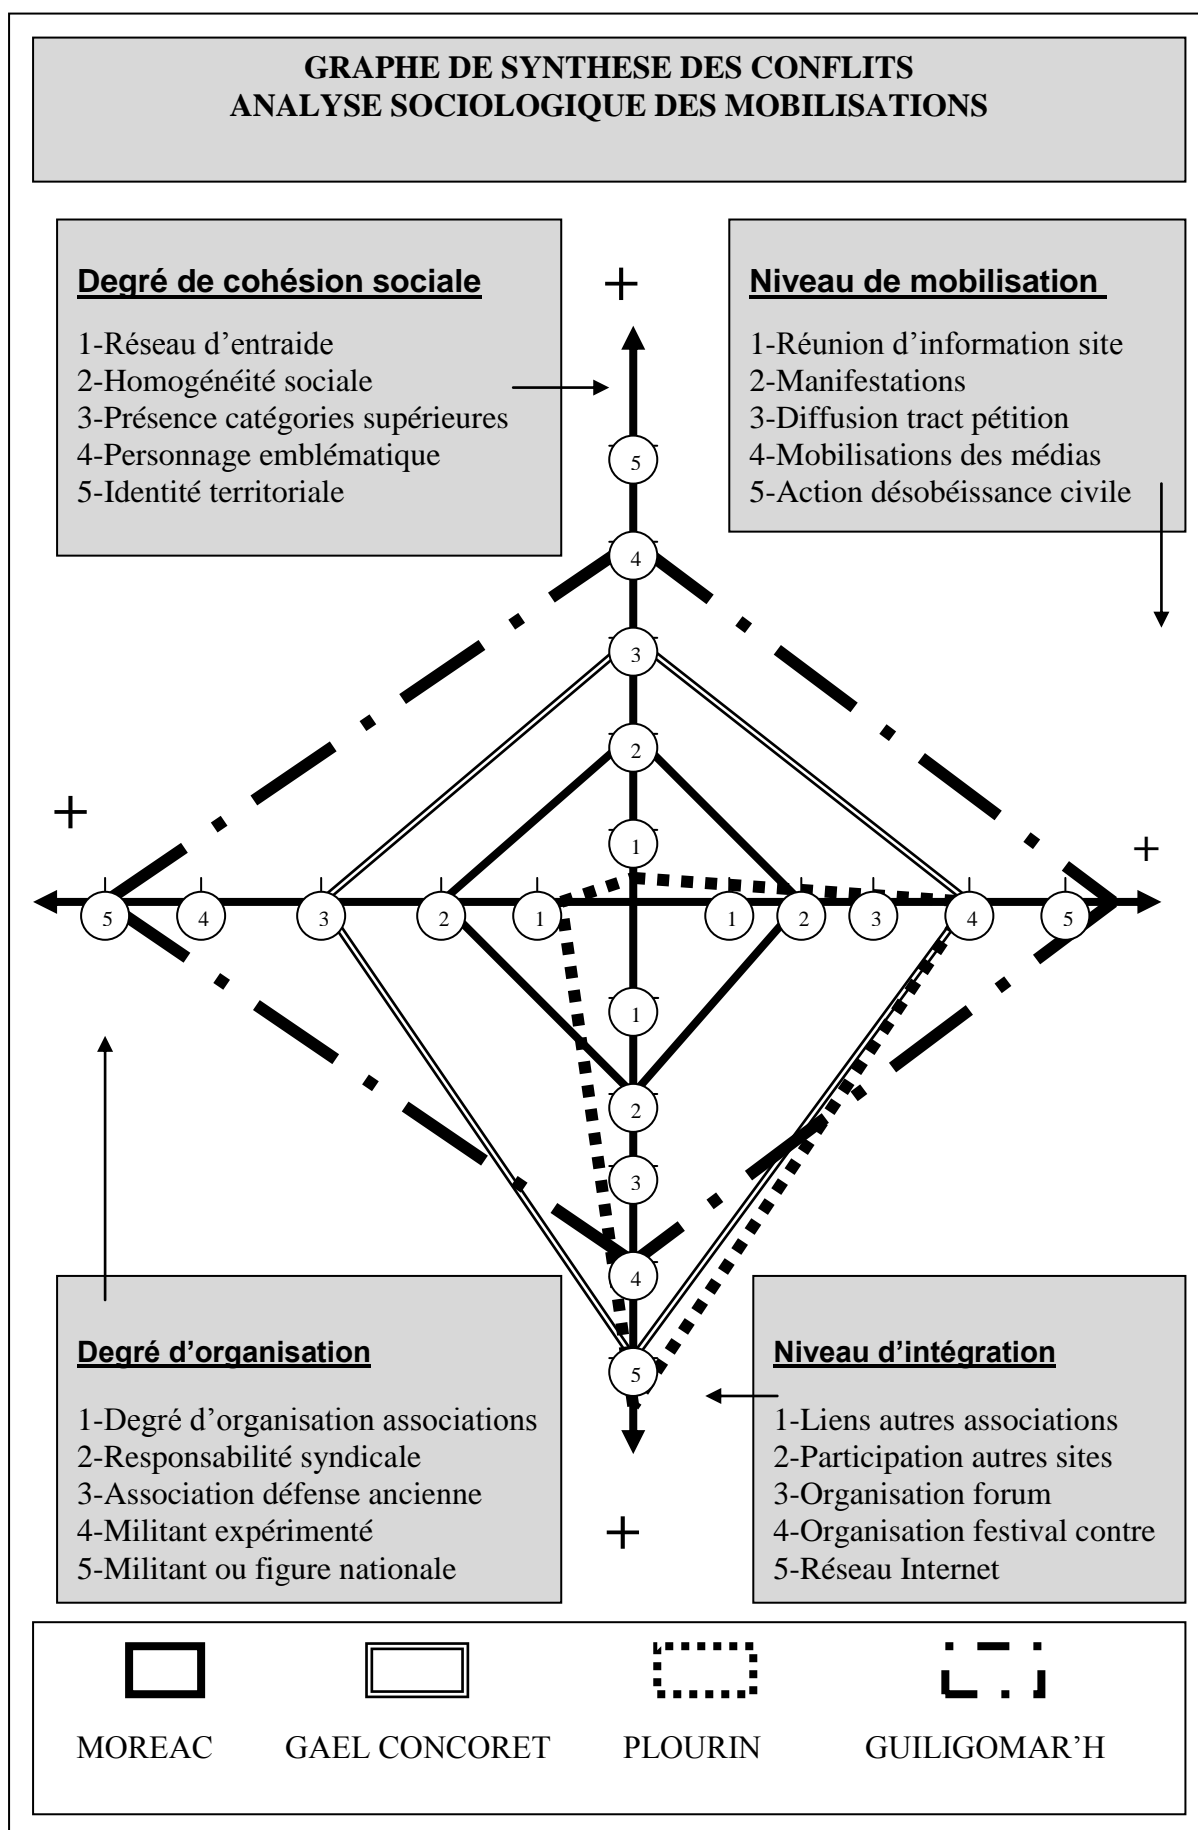 GRAPHE DE SYNTHESE DES CONFLITS
ANALYSE SOCIOLOGIQUE DES MOBILISATIONS
Degré de cohésion sociale
1-Réseau d’entraide
2-Homogénéité sociale
3-Présence catégories supérieures
4-Personnage emblématique
5-Identité territoriale
+
Niveau de mobilisation
1-Réunion d’information site
2-Manifestations
3-Diffusion tract pétition
4-Mobilisations des médias
5-Action désobéissance civile
5
4
3
2
1
+
+
5 4 3 2 1 1 2 3 4 5
1
2
3
4
5
+
Degré d’organisation
1-Degré d’organisation associations
2-Responsabilité syndicale
3-Association défense ancienne
4-Militant expérimenté
5-Militant ou figure nationale
Niveau d’intégration
1-Liens autres associations
2-Participation autres sites
3-Organisation forum
4-Organisation festival contre
5-Réseau Internet
MOREAC GAEL CONCORET PLOURIN GUILIGOMAR’H